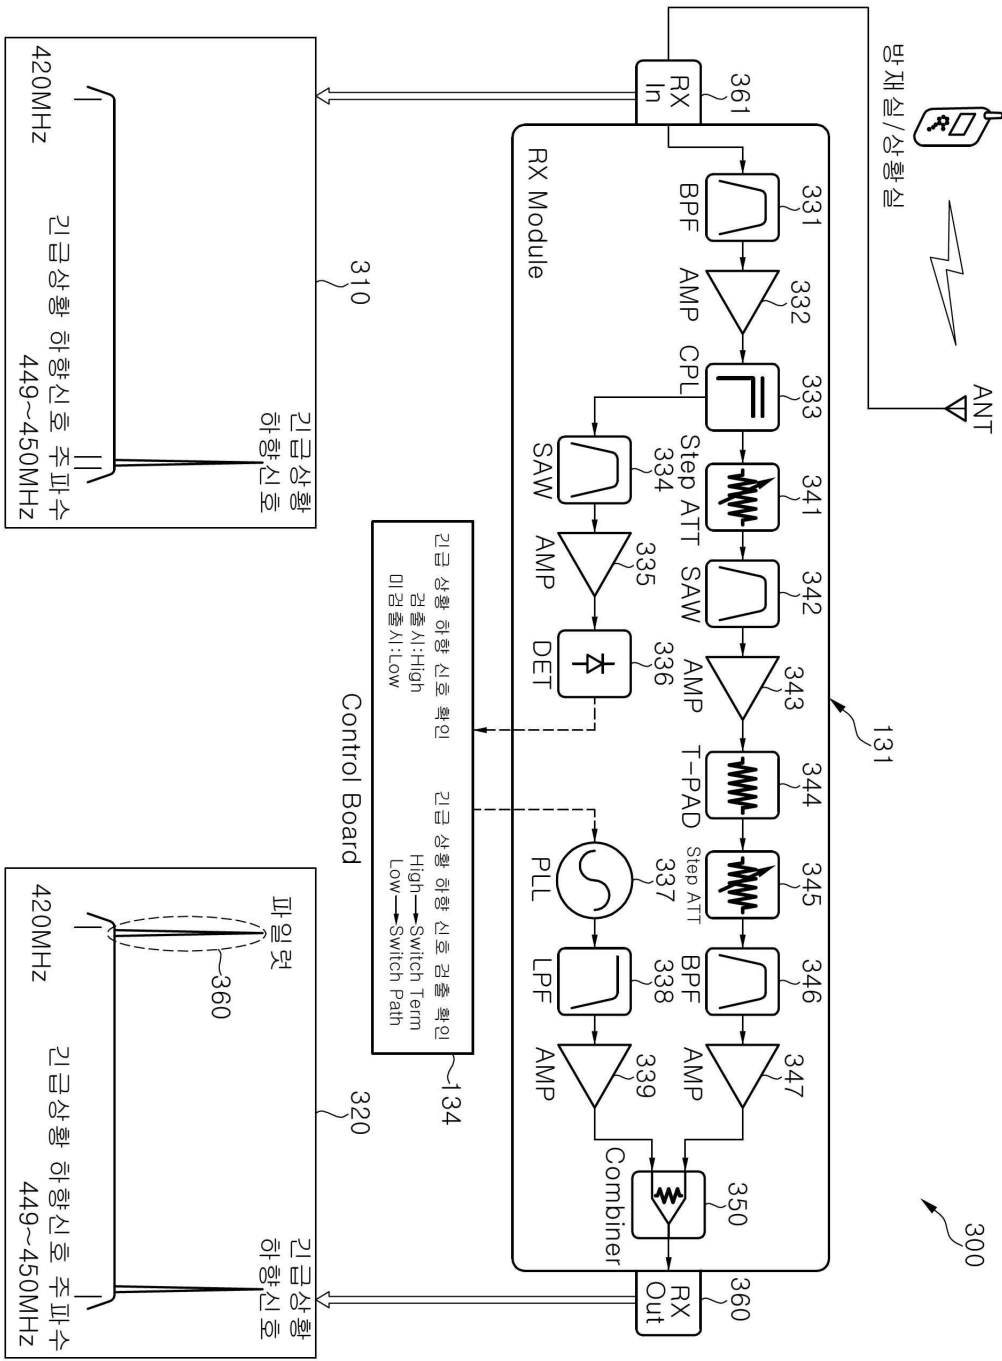 300
방재실/상황실
ANT
131
361
RX
In
331
BPF
332
AMP
333
CPL
341
Step ATT
342
SAW
343
AMP
344
T-PAD
345
Step ATT
346
BPF
347
AMP
334
SAW
335
AMP
336
DET
337
PLL
338
LPF
339
AMP
350
Combiner
360
RX
Out
RX Module
긴급 상황 하향 신호 확인
검출시:High
미검출시:Low
긴급 상황 하향 신호 검출 확인
High→Switch Term
Low→Switch Path
134
Control Board
310
긴급상황
하향신호
420MHz
긴급상황 하향신호 주파수
449~450MHz
320
파일럿
360
긴급상황
하향신호
420MHz
긴급상황 하향신호 주파수
449~450MHz